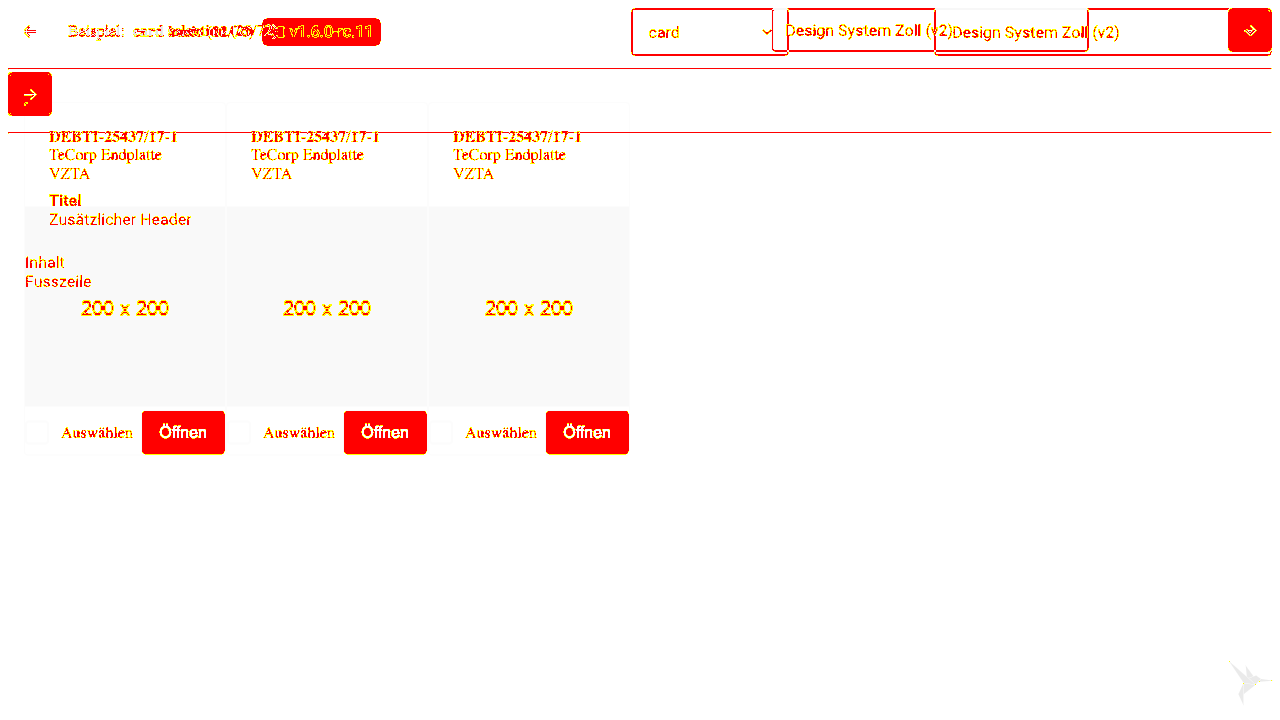 Beispiel: card v1.6.0-rc.11
card
Design System Zoll (v2)
Design System Zoll (v2)
DEBTI-25437/17-1
TeCorp Endplatte
VZTA
DEBTI-25437/17-1
TeCorp Endplatte
VZTA
DEBTI-25437/17-1
TeCorp Endplatte
VZTA
Titel
Zusätzlicher Header
Inhalt
Fusszeile
200 x 200
200 x 200
200 x 200
Auswählen Öffnen
Auswählen Öffnen
Auswählen Öffnen